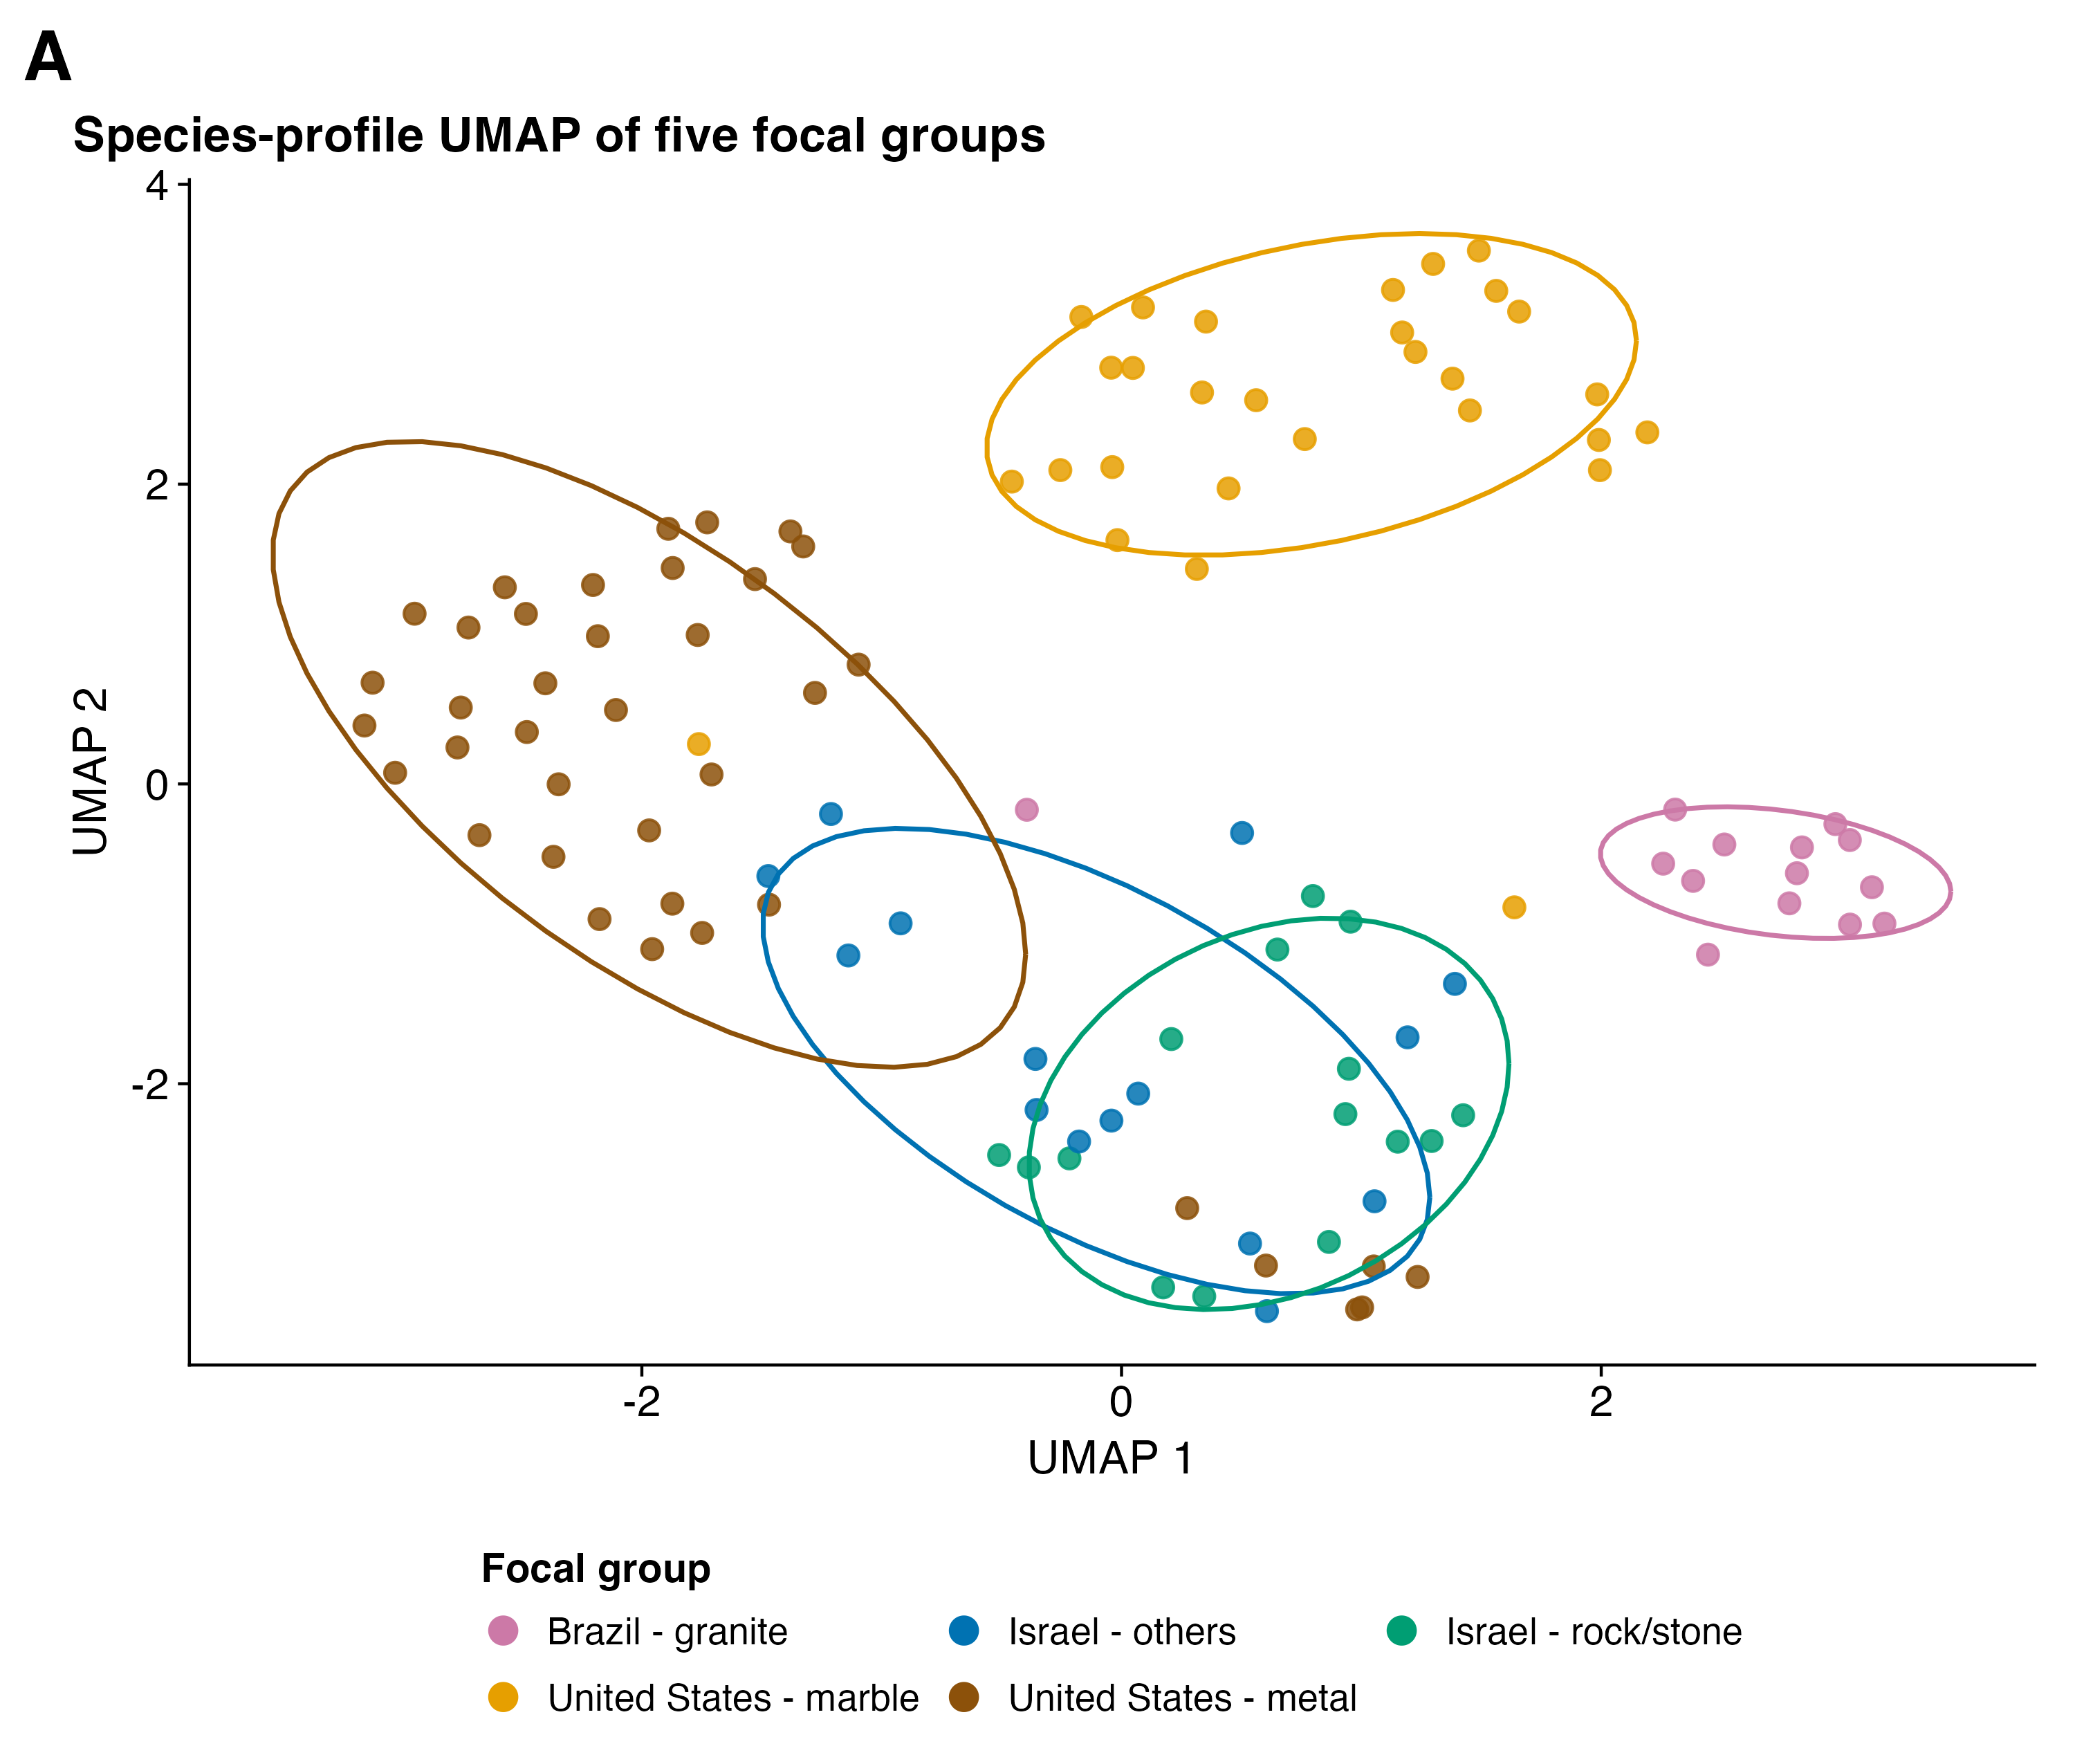 A
Species-profile UMAP of five focal groups
4
2
0
-2
UMAP 2
-2 0 2
UMAP 1
Focal group
Brazil - granite Israel - others Israel - rock/stone
United States - marble United States - metal